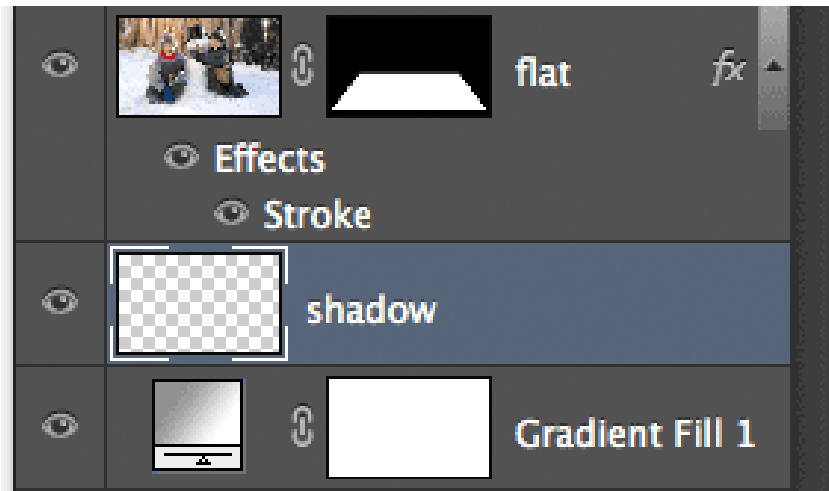 flat fx
Effects
Stroke
shadow
Gradient Fill 1